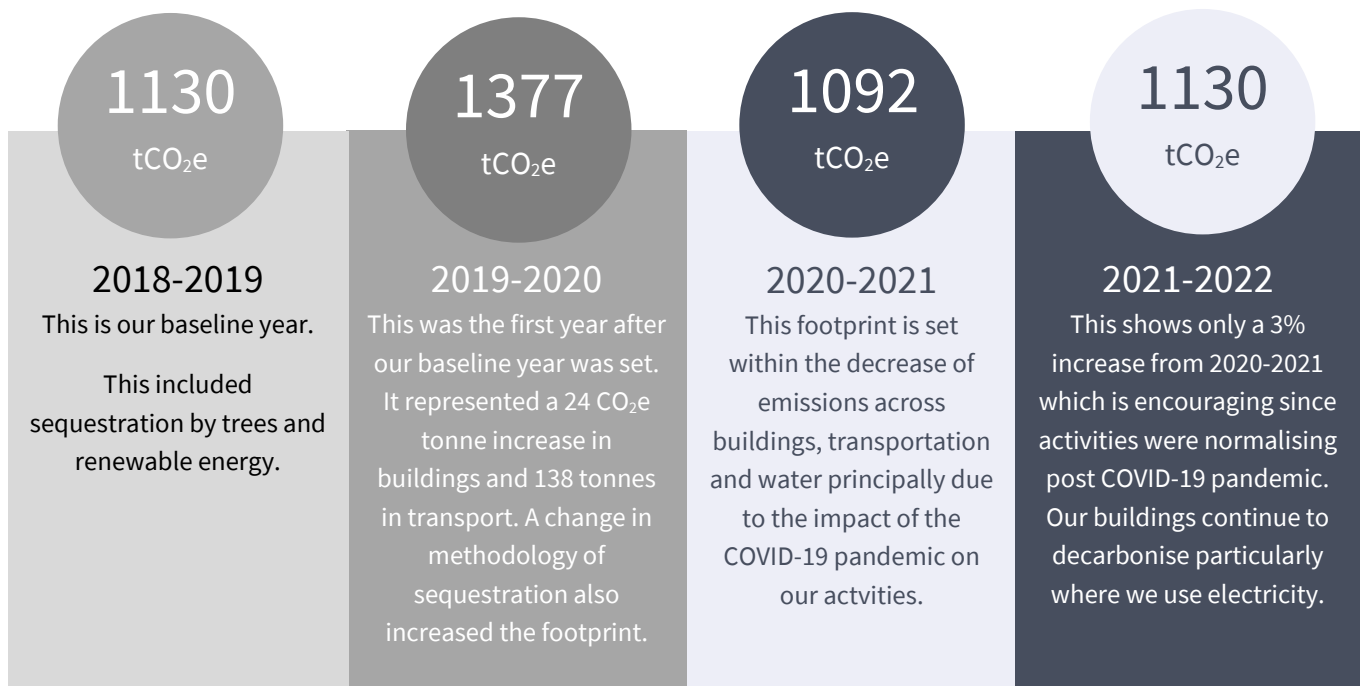 1130
tCO₂e
2018-2019
This is our baseline year.
This included
sequestration by trees and
renewable energy.
1377
tCO₂e
2019-2020
This was the first year after
our baseline year was set.
It represented a 24 CO₂e
tonne increase in
buildings and 138 tonnes
in transport. A change in
methodology of
sequestration also
increased the footprint.
1092
tCO₂e
2020-2021
This footprint is set
within the decrease of
emissions across
buildings, transportation
and water principally due
to the impact of the
COVID-19 pandemic on
our actvities.
1130
tCO₂e
2021-2022
This shows only a 3%
increase from 2020-2021
which is encouraging since
activities were normalising
post COVID-19 pandemic.
Our buildings continue to
decarbonise particularly
where we use electricity.